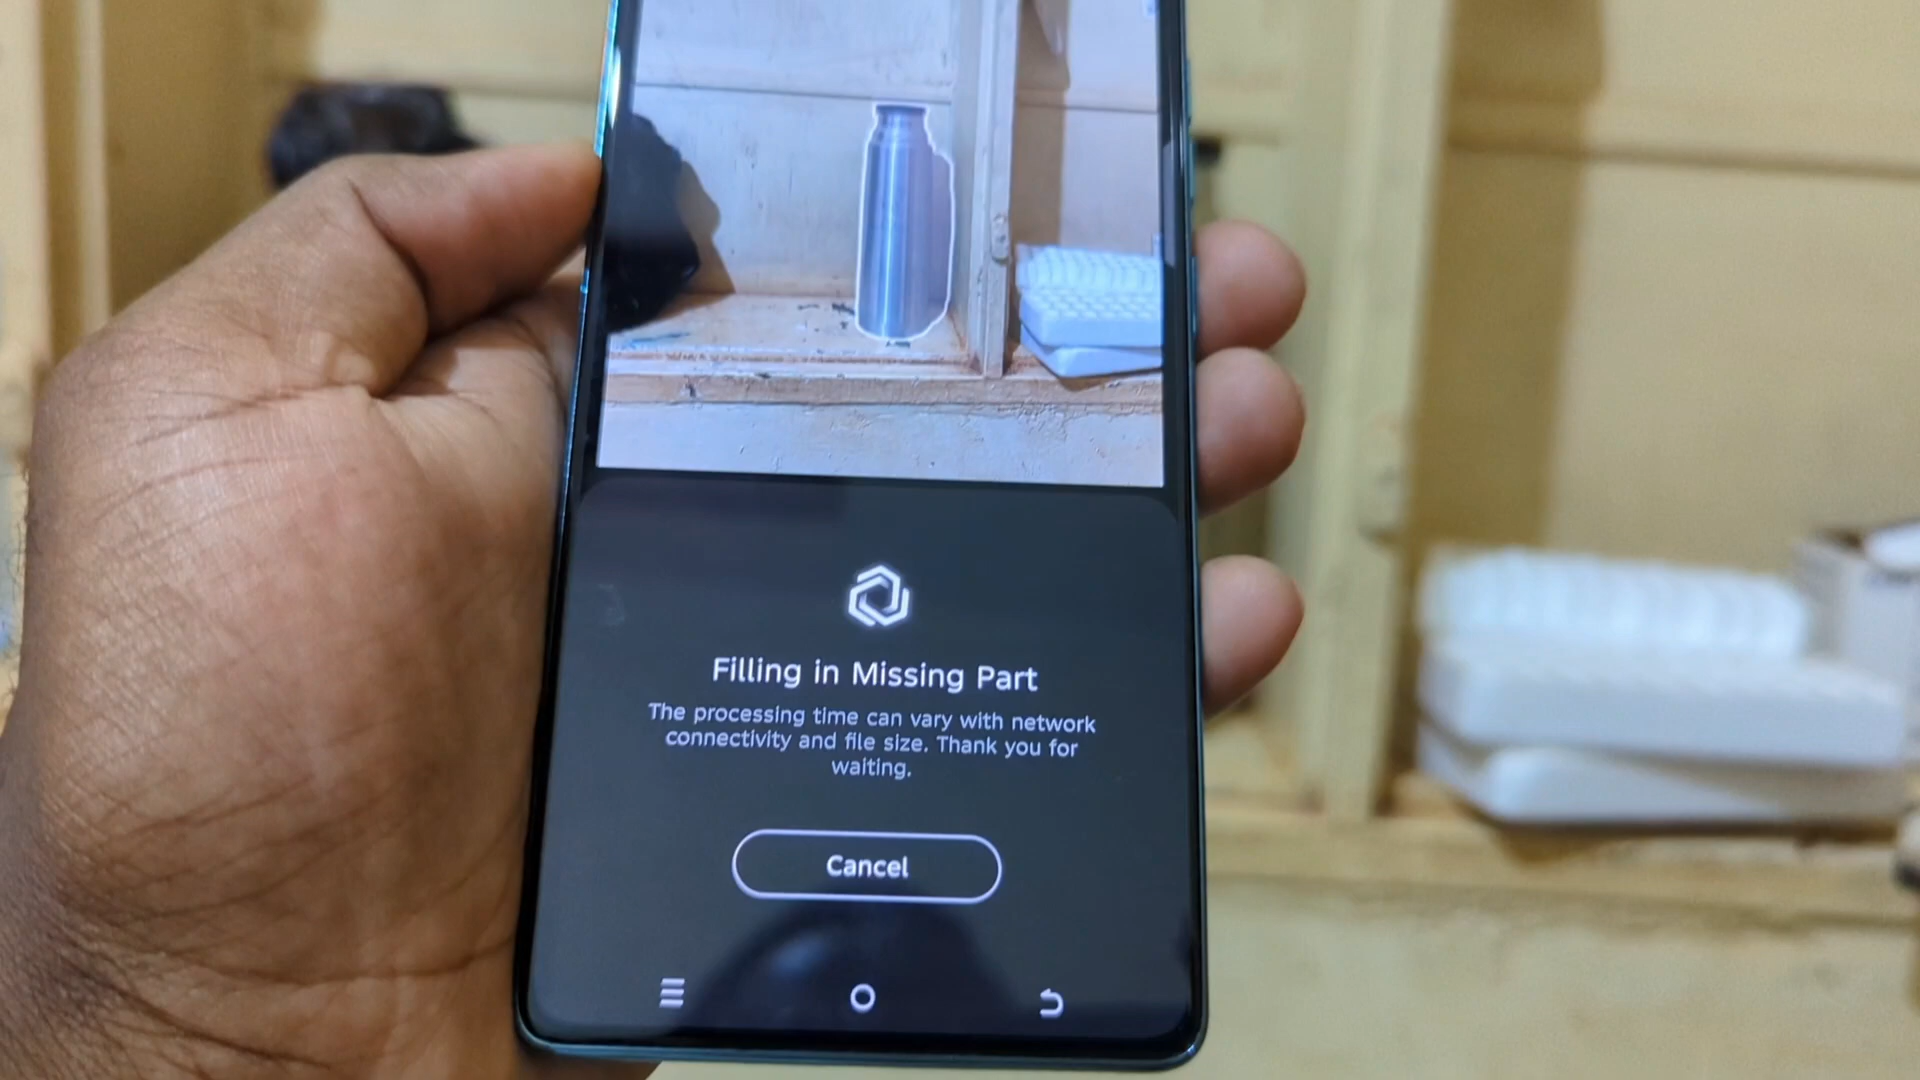 Filling in Missing Part
The processing time can vary with network
connectivity and file size. Thank you for
waiting.
Cancel